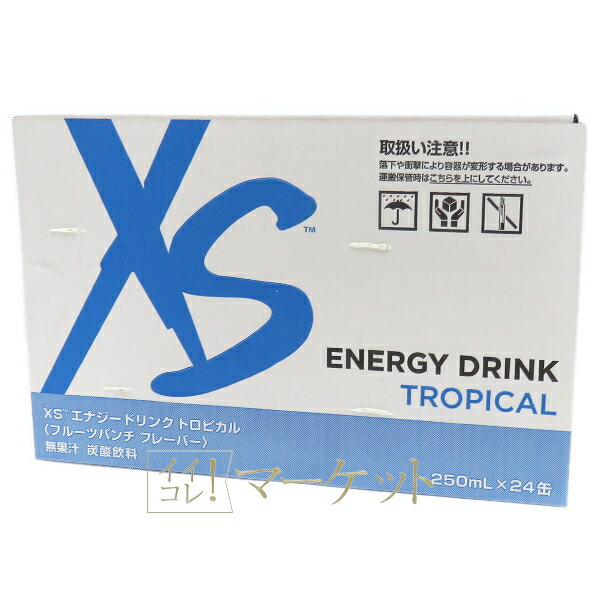 XS™
取扱い注意!!
落下や衝撃により容器が変形する場合があります。
運搬保管時はこちらを上にしてください。
ENERGY DRINK
TROPICAL
XS™ エナジードリンク トロピカル
〈フルーツパンチ フレーバー〉
無果汁 炭酸飲料
250mL×24缶
イイコレ!マーケット